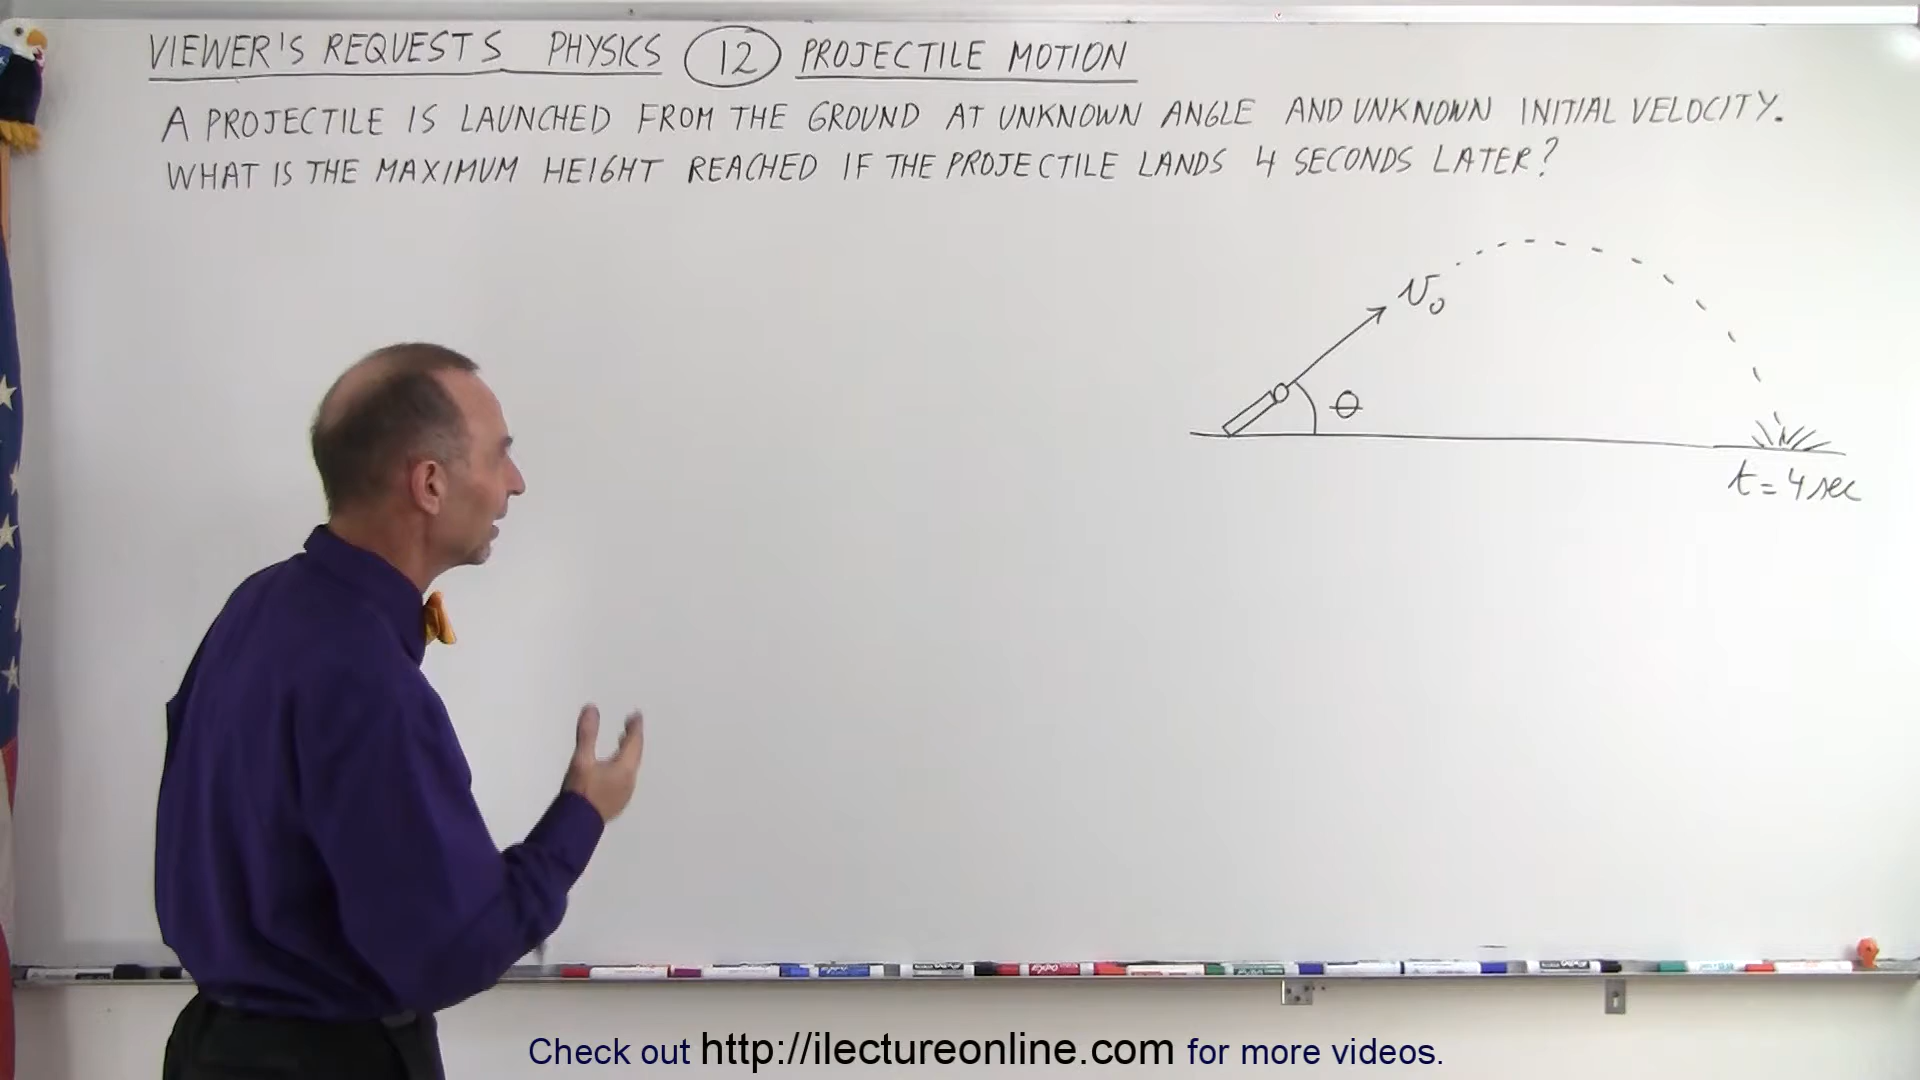 VIEWER'S REQUESTS PHYSICS 12 PROJECTILE MOTION
A PROJECTILE IS LAUNCHED FROM THE GROUND AT UNKNOWN ANGLE AND UNKNOWN INITIAL VELOCITY.
WHAT IS THE MAXIMUM HEIGHT REACHED IF THE PROJECTILE LANDS 4 SECONDS LATER?
v₀
θ
t = 4 sec
Check out http://ilectureonline.com for more videos.